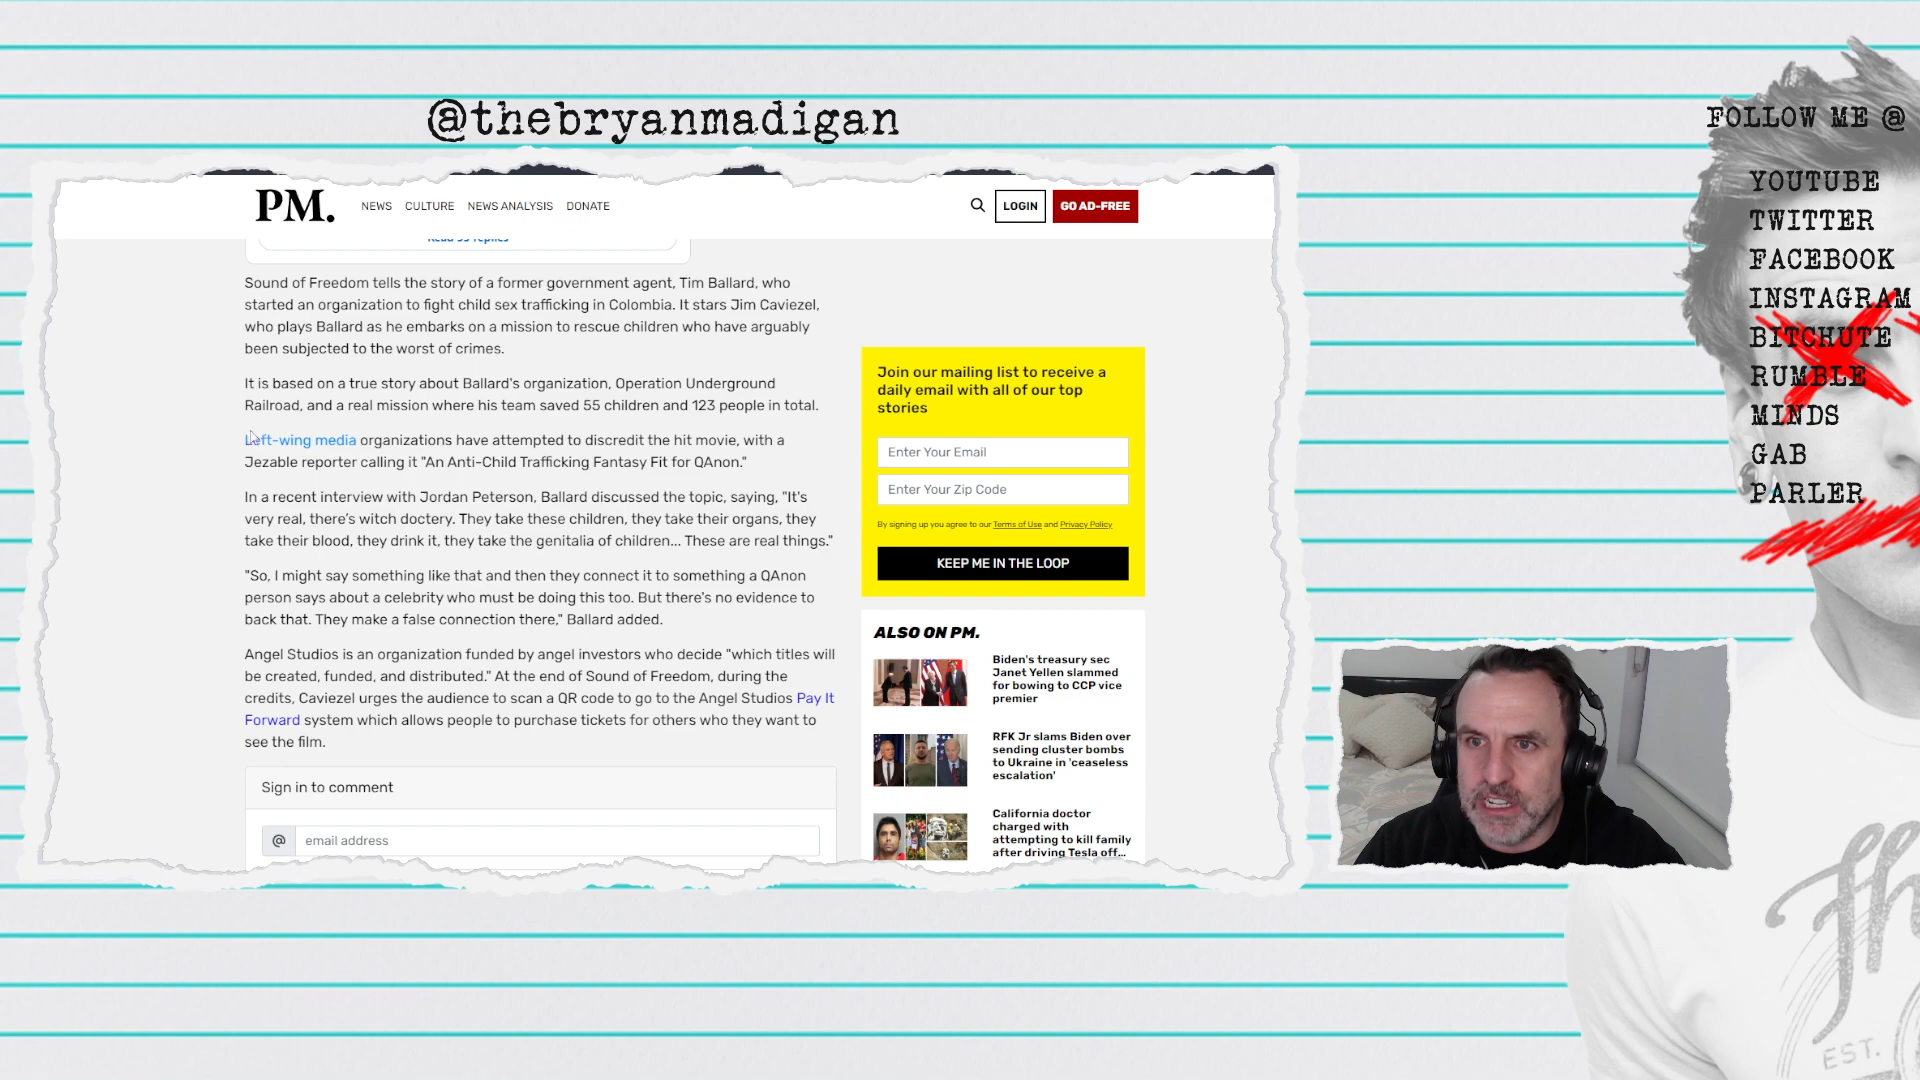 @thebryanmadigan
FOLLOW ME @
YOUTUBE
TWITTER
FACEBOOK
INSTAGRAM
BITCHUTE
RUMBLE
MINDS
GAB
PARLER
PM.
NEWS CULTURE NEWS ANALYSIS DONATE
LOGIN
GO AD-FREE
Sound of Freedom tells the story of a former government agent, Tim Ballard, who
started an organization to fight child sex trafficking in Colombia. It stars Jim Caviezel,
who plays Ballard as he embarks on a mission to rescue children who have arguably
been subjected to the worst of crimes.
It is based on a true story about Ballard's organization, Operation Underground
Railroad, and a real mission where his team saved 55 children and 123 people in total.
Left-wing media organizations have attempted to discredit the hit movie, with a
Jezable reporter calling it "An Anti-Child Trafficking Fantasy Fit for QAnon."
In a recent interview with Jordan Peterson, Ballard discussed the topic, saying, "It's
very real, there's witch doctery. They take these children, they take their organs, they
take their blood, they drink it, they take the genitalia of children... These are real things."
"So, I might say something like that and then they connect it to something a QAnon
person says about a celebrity who must be doing this too. But there's no evidence to
back that. They make a false connection there," Ballard added.
Angel Studios is an organization funded by angel investors who decide "which titles will
be created, funded, and distributed." At the end of Sound of Freedom, during the
credits, Caviezel urges the audience to scan a QR code to go to the Angel Studios Pay It
Forward system which allows people to purchase tickets for others who they want to
see the film.
Sign in to comment
@ email address
Join our mailing list to receive a
daily email with all of our top
stories
Enter Your Email
Enter Your Zip Code
By signing up you agree to our Terms of Use and Privacy Policy
KEEP ME IN THE LOOP
ALSO ON PM.
Biden's treasury sec
Janet Yellen slammed
for bowing to CCP vice
premier
RFK Jr slams Biden over
sending cluster bombs
to Ukraine in 'ceaseless
escalation'
California doctor
charged with
attempting to kill family
after driving Tesla off...
EST.